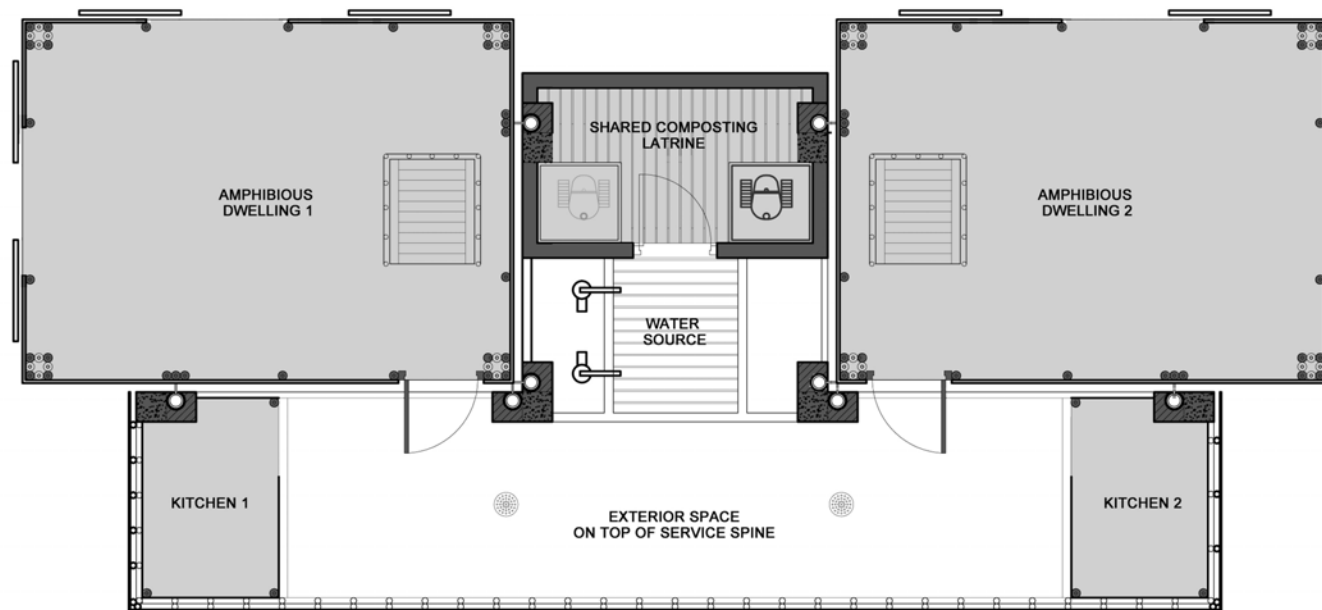 SHARED COMPOSTING
LATRINE
AMPHIBIOUS
DWELLING 1
AMPHIBIOUS
DWELLING 2
WATER
SOURCE
KITCHEN 1
EXTERIOR SPACE
ON TOP OF SERVICE SPINE
KITCHEN 2